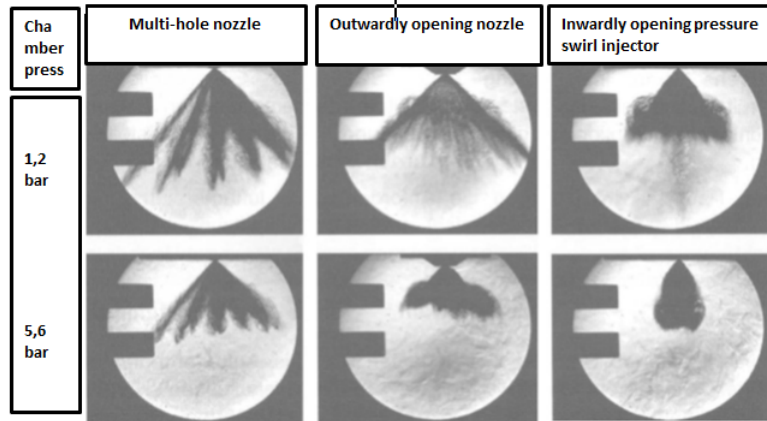 Cha
mber
press
Multi-hole nozzle
Outwardly opening nozzle
Inwardly opening pressure
swirl injector
1,2
bar
5,6
bar